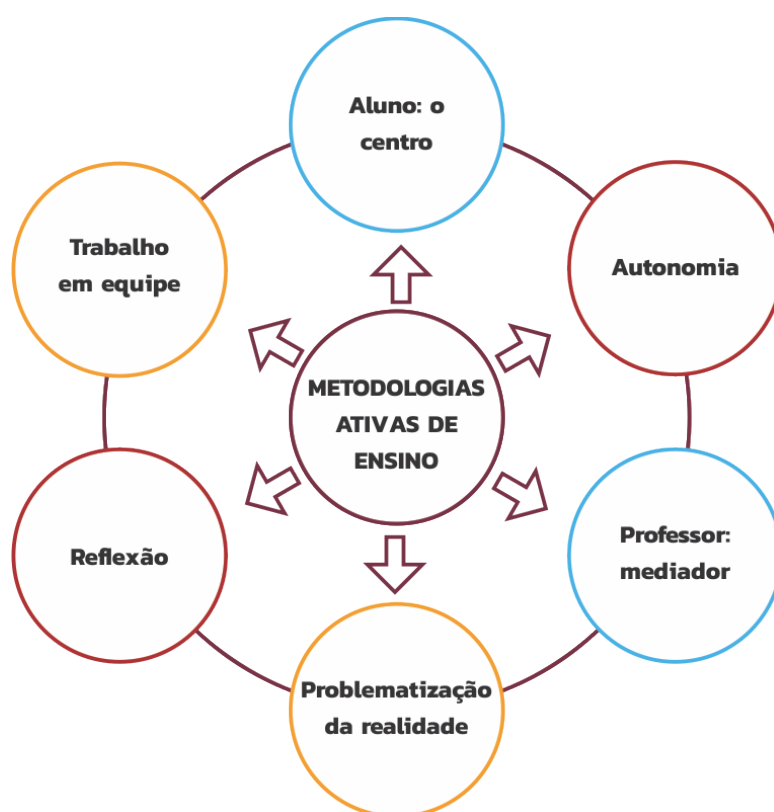 Aluno: o
centro
Autonomia
Professor:
mediador
Problematização
da realidade
Reflexão
Trabalho
em equipe
METODOLOGIAS
ATIVAS DE
ENSINO